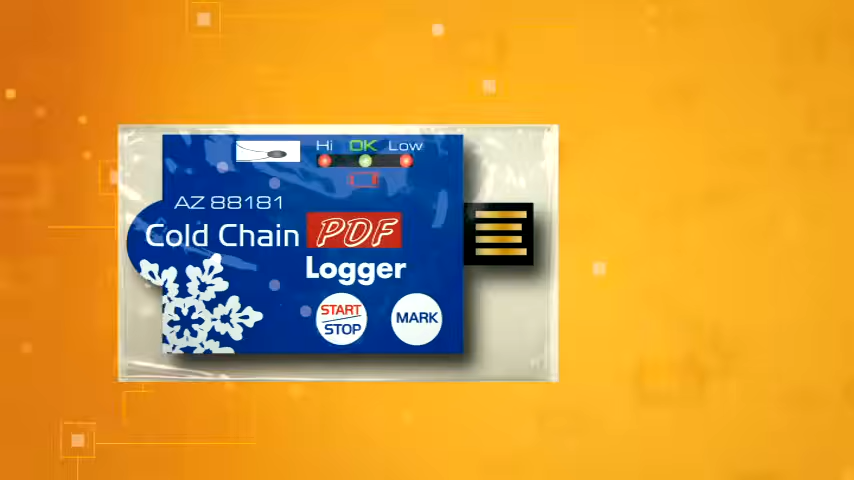 Hi OK Low
AZ 88181
Cold Chain PDF
Logger
START
STOP
MARK